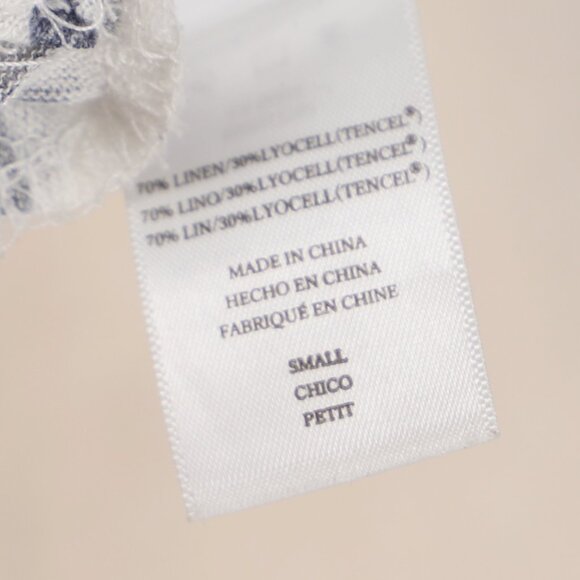 70% LINEN/30%LYOCELL(TENCEL®)
70% LINO/30%LYOCELL(TENCEL®)
70% LIN/30%LYOCELL(TENCEL®)
MADE IN CHINA
HECHO EN CHINA
FABRIQUÉ EN CHINE
SMALL
CHICO
PETIT